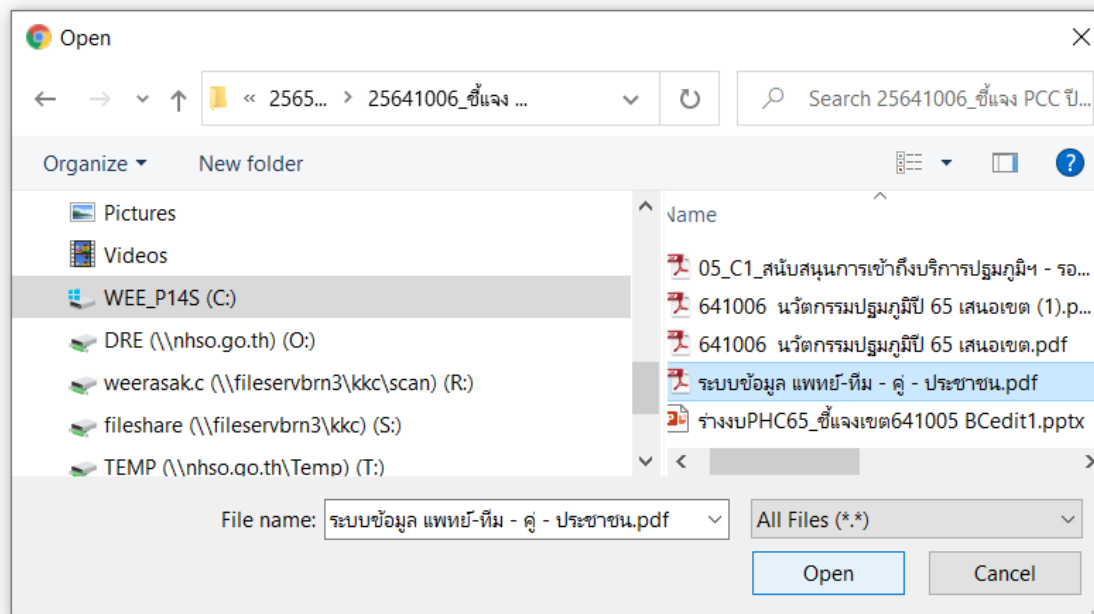 Open
« 2565... > 25641006_ชี้แจง ...
Search 25641006_ชี้แจง PCC ปี...
Organize
New folder
?
Pictures
Videos
WEE_P14S (C:)
DRE (\\nhso.go.th) (O:)
weerasak.c (\\fileservbrn3\kkc\scan) (R:)
fileshare (\\fileservbrn3\kkc) (S:)
TEMP (\\nhso.go.th\Temp) (T:)
Name
05_C1_สนับสนุนการเข้าถึงบริการปฐมภูมิฯ - รอ...
641006 นวัตกรรมปฐมภูมิปี 65 เสนอเขต (1).p...
641006 นวัตกรรมปฐมภูมิปี 65 เสนอเขต.pdf
ระบบข้อมูล แพทย์-ทีม - คู่ - ประชาชน.pdf
ร่างงบPHC65_ชี้แจงเขต641005 BCedit1.pptx
File name: ระบบข้อมูล แพทย์-ทีม - คู่ - ประชาชน.pdf
All Files (*.*)
Open
Cancel